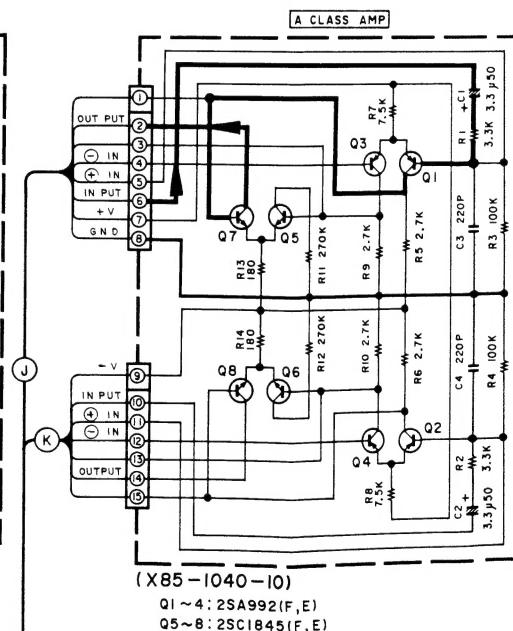 A CLASS AMP
1
OUT PUT 2
3
⊖ IN 4
⊕ IN 5
IN PUT 6
+V 7
GND 8
R7 7.5K
+C1 3.3µ50
R1 3.3K
Q3
Q1
Q7
Q5
R13 180
R11 270K
R9 2.7K
R5 2.7K
C3 220P
R3 100K
R14 180
R12 270K
R10 2.7K
R6 2.7K
C4 220P
R4 100K
J
-V 9
IN PUT 10
⊕ IN 11
K
⊖ IN 12
13
OUTPUT 14
15
Q8
Q6
Q4
Q2
R8 7.5K
R2 3.3K
C2 + 3.3µ50
(X85-1040-10)
Q1~4:2SA992(F,E)
Q5~8:2SC1845(F,E)